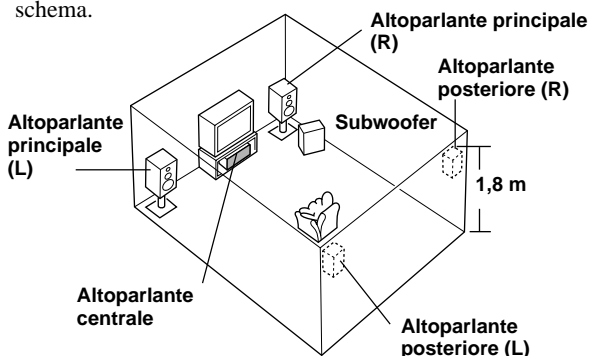 schema.
Altoparlante principale
(R)
Altoparlante
posteriore (R)
Subwoofer
Altoparlante
principale
(L)
1,8 m
Altoparlante
centrale
Altoparlante
posteriore (L)